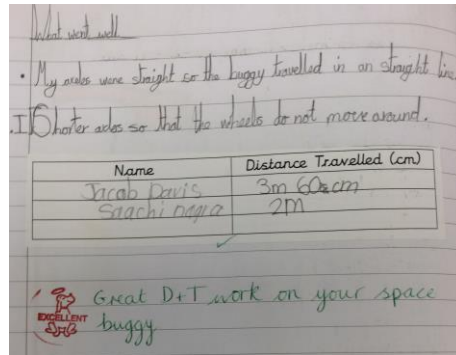 What went well
• My axles were straight so the buggy travelled in an straight line
. I Shorter axles so that the wheels do not move around.
Name Distance Travelled (cm)
Jacob Davis 3m 60cm
Saachi 2M
EXCELLENT
Great D+T work on your space
buggy